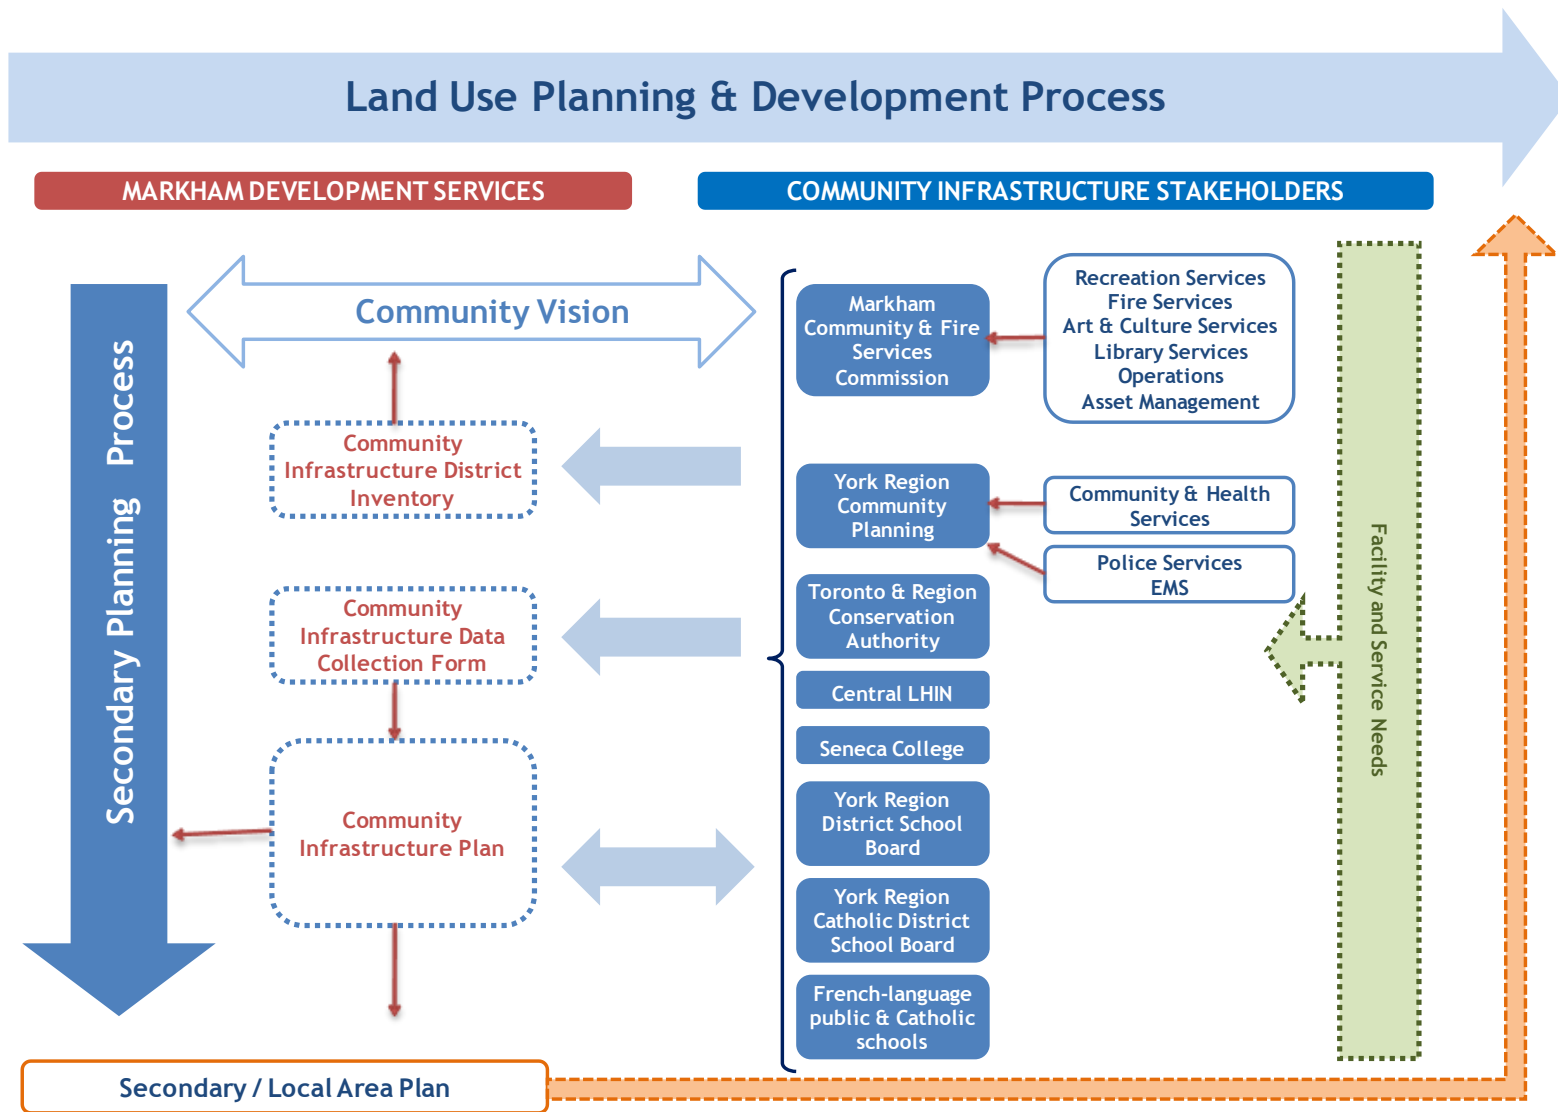 Land Use Planning & Development Process
MARKHAM DEVELOPMENT SERVICES
COMMUNITY INFRASTRUCTURE STAKEHOLDERS
Secondary Planning Process
Community Vision
Community
Infrastructure District
Inventory
Community
Infrastructure Data
Collection Form
Community
Infrastructure Plan
Secondary / Local Area Plan
Markham
Community & Fire
Services
Commission
Recreation Services
Fire Services
Art & Culture Services
Library Services
Operations
Asset Management
York Region
Community
Planning
Community & Health
Services
Police Services
EMS
Toronto & Region
Conservation
Authority
Central LHIN
Seneca College
York Region
District School
Board
York Region
Catholic District
School Board
French-language
public & Catholic
schools
Facility and Service Needs